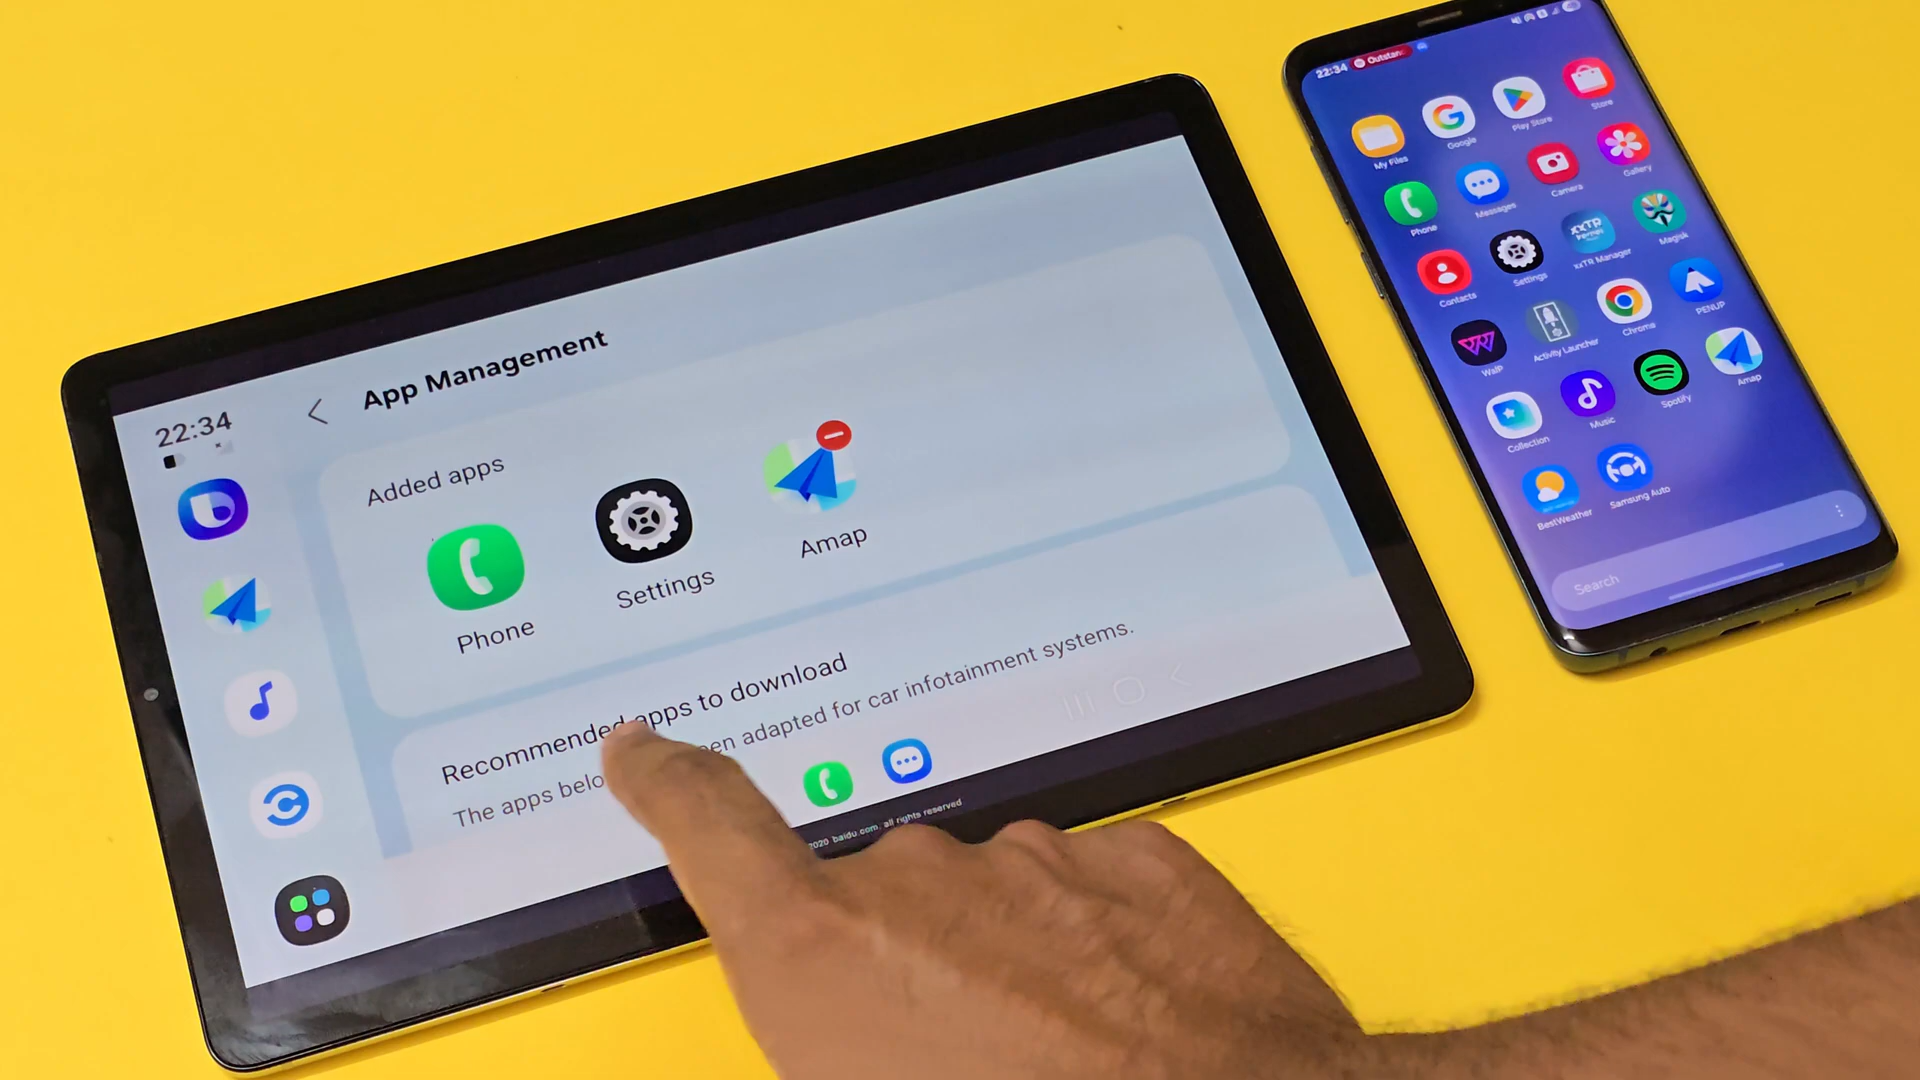 22:34
App Management
Added apps
Phone
Settings
Amap
Recommended apps to download
The apps belo
en adapted for car infotainment systems.
2020 baidu.com, all rights reserved
22:34
Outstan
My Files
Google
Play Store
Store
Phone
Messages
Camera
Gallery
Contacts
Settings
xxTR
xxTR Manager
Magisk
WalP
Activity Launcher
Chrome
PENUP
Collection
Music
Spotify
Amap
BestWeather
Samsung Auto
Search